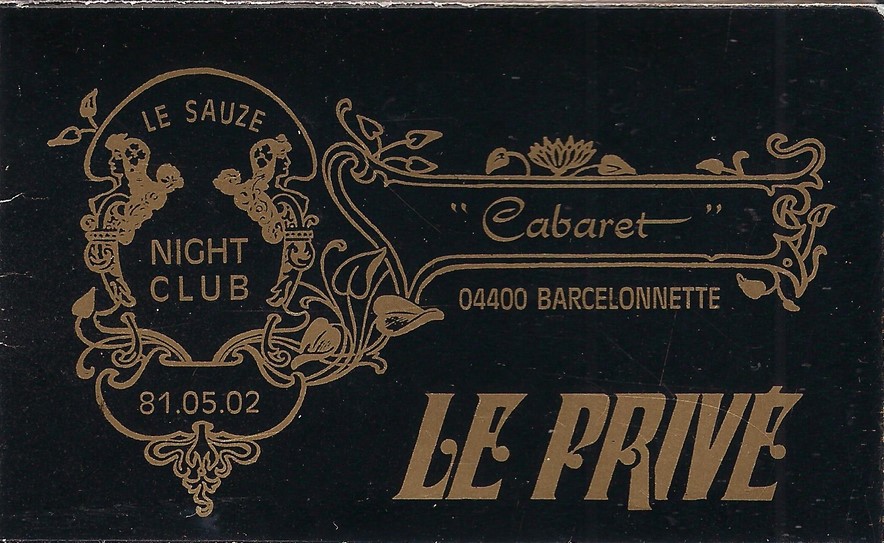 LE SAUZE
NIGHT
CLUB
81.05.02
" Cabaret "
04400 BARCELONNETTE
LE PRIVÉ